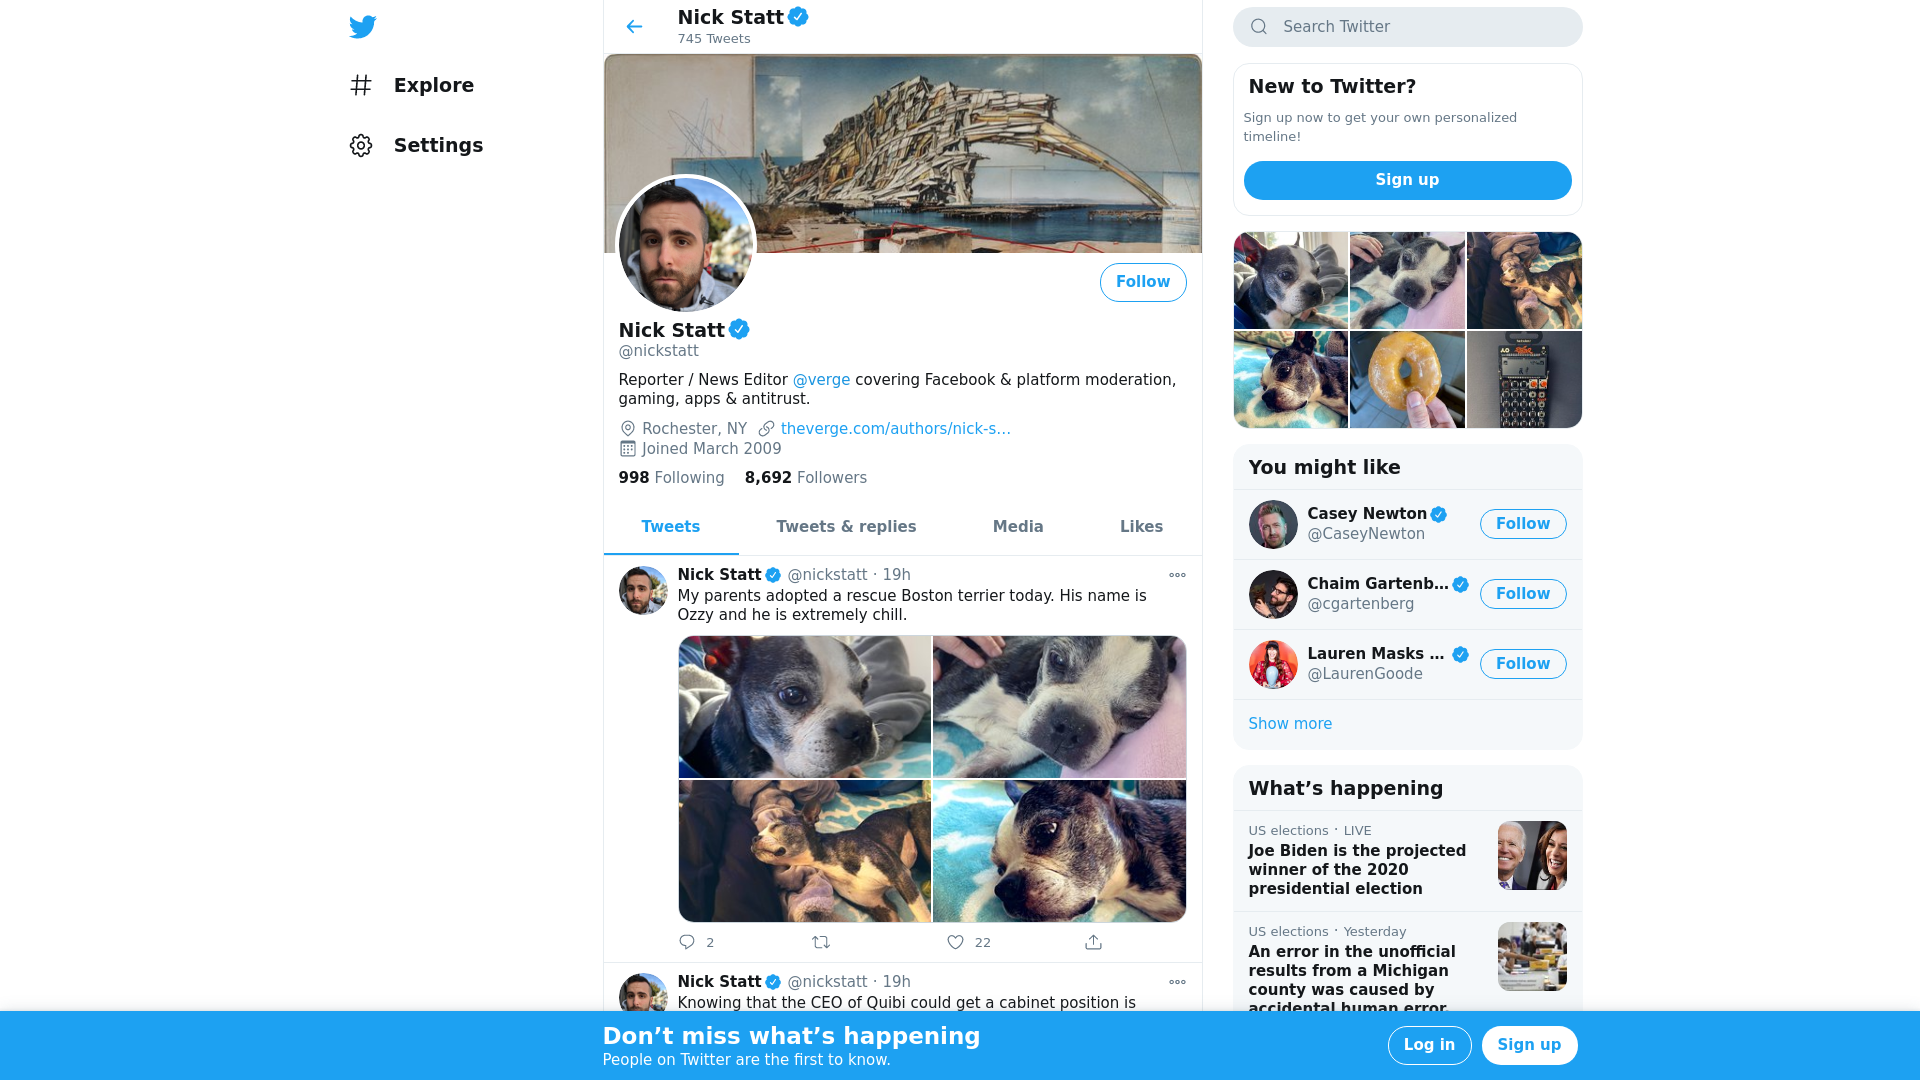 Explore
Settings
Nick Statt
745 Tweets
Follow
Nick Statt
@nickstatt
Reporter / News Editor @verge covering Facebook & platform moderation,
gaming, apps & antitrust.
Rochester, NY theverge.com/authors/nick-s…
Joined March 2009
998 Following 8,692 Followers
Tweets Tweets & replies Media Likes
Nick Statt @nickstatt · 19h
My parents adopted a rescue Boston terrier today. His name is
Ozzy and he is extremely chill.
2 22
Nick Statt @nickstatt · 19h
Knowing that the CEO of Quibi could get a cabinet position is
Search Twitter
New to Twitter?
Sign up now to get your own personalized
timeline!
Sign up
You might like
Casey Newton
@CaseyNewton
Follow
Chaim Gartenb…
@cgartenberg
Follow
Lauren Masks …
@LaurenGoode
Follow
Show more
What’s happening
US elections · LIVE
Joe Biden is the projected
winner of the 2020
presidential election
US elections · Yesterday
An error in the unofficial
results from a Michigan
county was caused by
accidental human error,
Don’t miss what’s happening
People on Twitter are the first to know.
Log in
Sign up